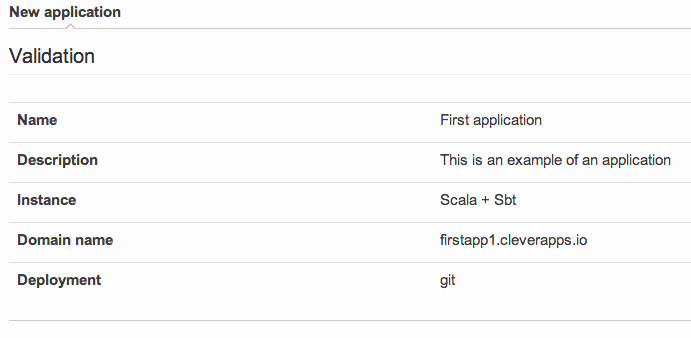 New application
Validation
Name First application
Description This is an example of an application
Instance Scala + Sbt
Domain name firstapp1.cleverapps.io
Deployment git